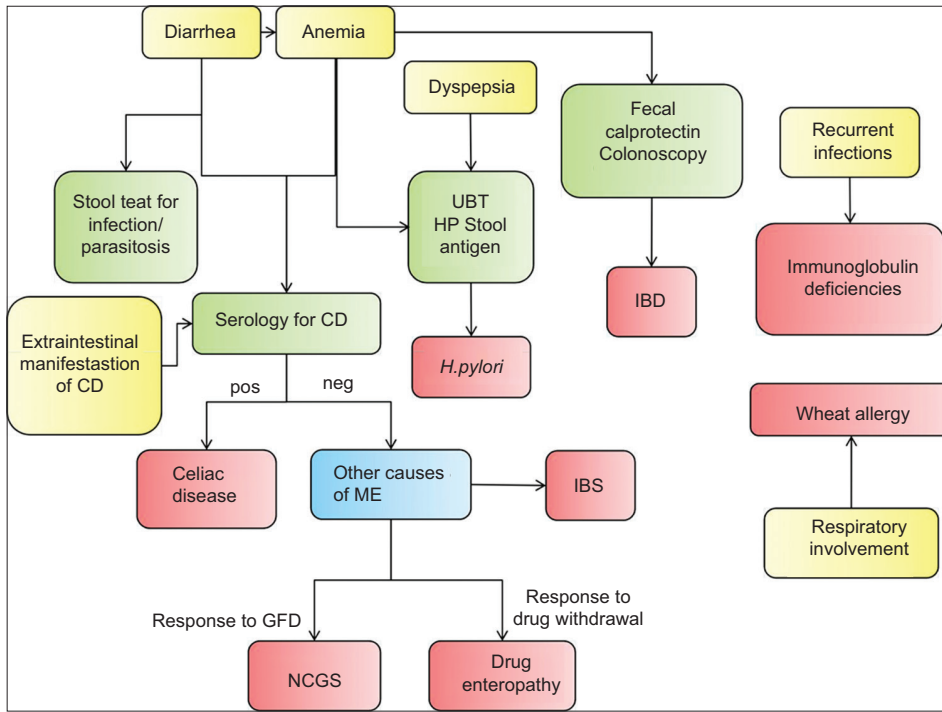 Diarrhea
Anemia
Dyspepsia
Fecal
calprotectin
Colonoscopy
Recurrent
infections
Stool teat for
infection/
parasitosis
UBT
HP Stool
antigen
Immunoglobulin
deficiencies
IBD
Serology for CD
Extraintestinal
manifestastion
of CD
H.pylori
pos
neg
Wheat allergy
Celiac
disease
Other causes
of ME
IBS
Respiratory
involvement
Response to GFD
Response to
drug withdrawal
NCGS
Drug
enteropathy